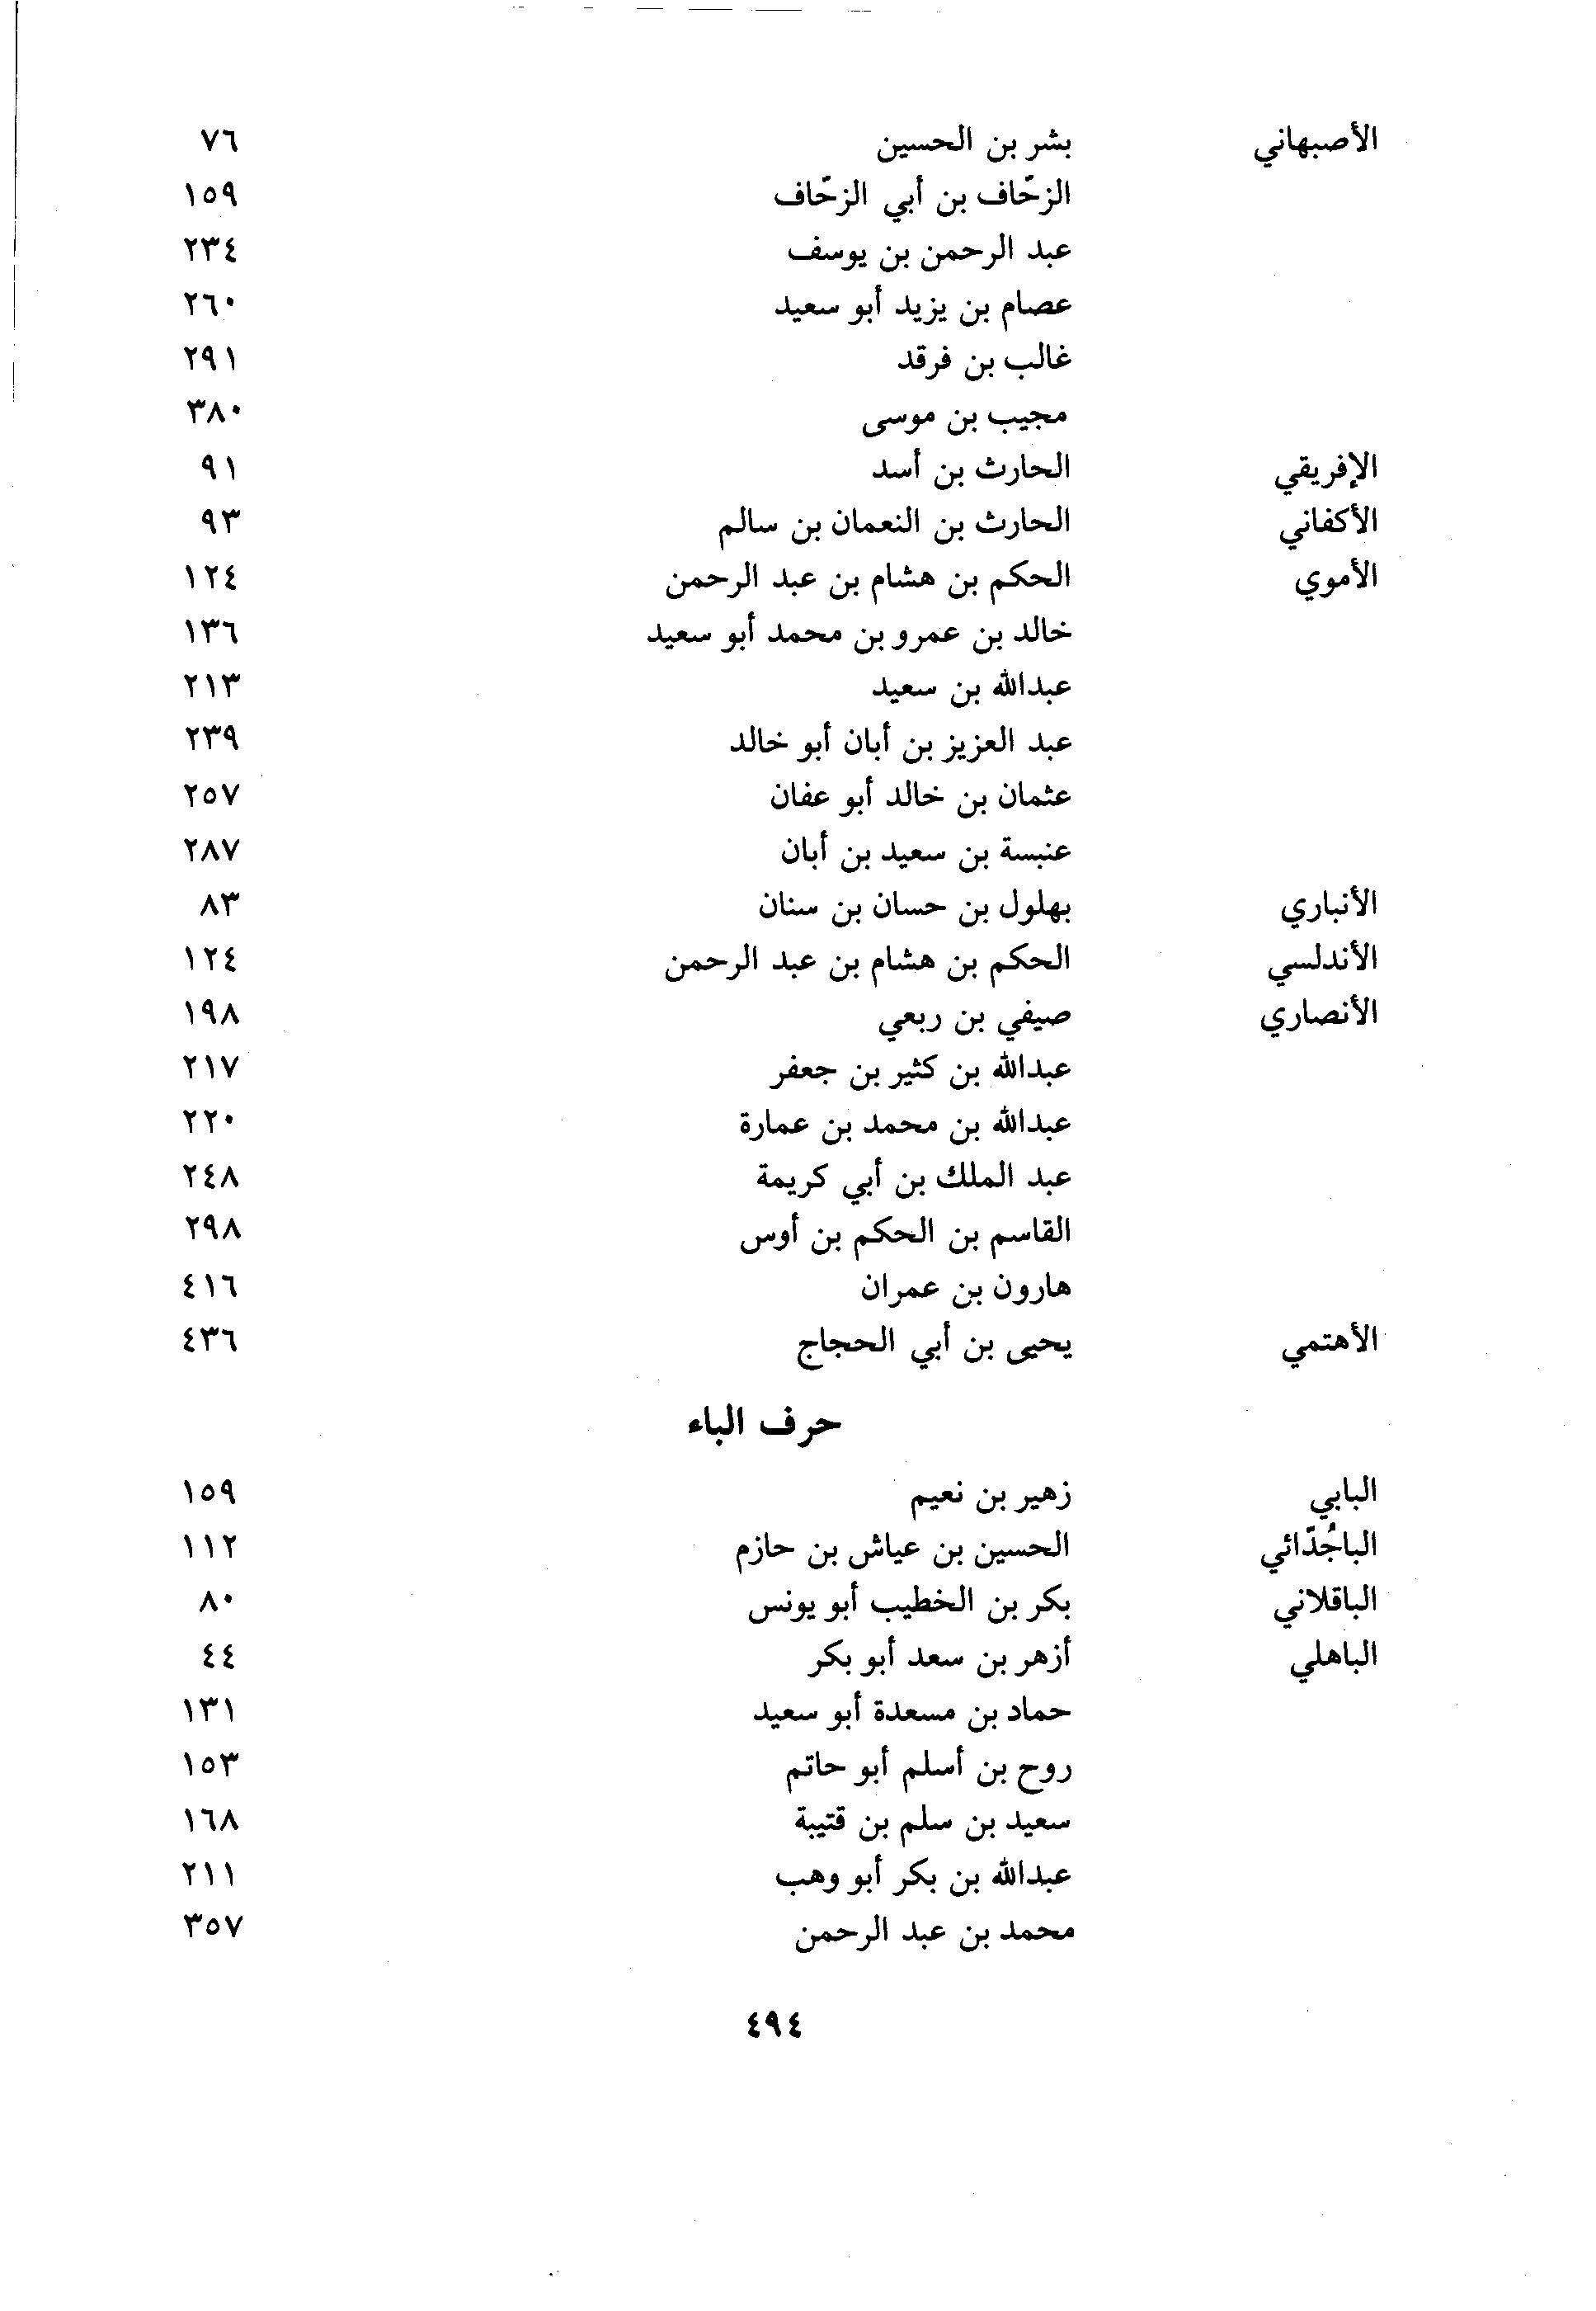 الأصبهاني بشر بن الحسين ٧٦
الزحّاف بن أبي الزحّاف ١٥٩
عبد الرحمن بن يوسف ٢٣٤
عصام بن يزيد أبو سعيد ٢٦٠
غالب بن فرقد ٢٩١
مجيب بن موسى ٣٨٠
الإفريقي الحارث بن أسد ٩١
الأكفاني الحارث بن النعمان بن سالم ٩٣
الأموي الحكم بن هشام بن عبد الرحمن ١٢٤
خالد بن عمرو بن محمد أبو سعيد ١٣٦
عبدالله بن سعيد ٢١٣
عبد العزيز بن أبان أبو خالد ٢٣٩
عثمان بن خالد أبو عفان ٢٥٧
عنبسة بن سعيد بن أبان ٢٨٧
الأنباري بهلول بن حسان بن سنان ٨٣
الأندلسي الحكم بن هشام بن عبد الرحمن ١٢٤
الأنصاري صيفي بن ربعي ١٩٨
عبدالله بن كثير بن جعفر ٢١٧
عبدالله بن محمد بن عمارة ٢٢٠
عبد الملك بن أبي كريمة ٢٤٨
القاسم بن الحكم بن أوس ٢٩٨
هارون بن عمران ٤١٦
الأهتمي يحيى بن أبي الحجاج ٤٣٦
حرف الباء
البابي زهير بن نعيم ١٥٩
الباجُدّائي الحسين بن عياش بن حازم ١١٢
الباقلاني بكر بن الخطيب أبو يونس ٨٠
الباهلي أزهر بن سعد أبو بكر ٤٤
حماد بن مسعدة أبو سعيد ١٣١
روح بن أسلم أبو حاتم ١٥٣
سعيد بن سلم بن قتيبة ١٦٨
عبدالله بن بكر أبو وهب ٢١١
محمد بن عبد الرحمن ٣٥٧
٤٩٤